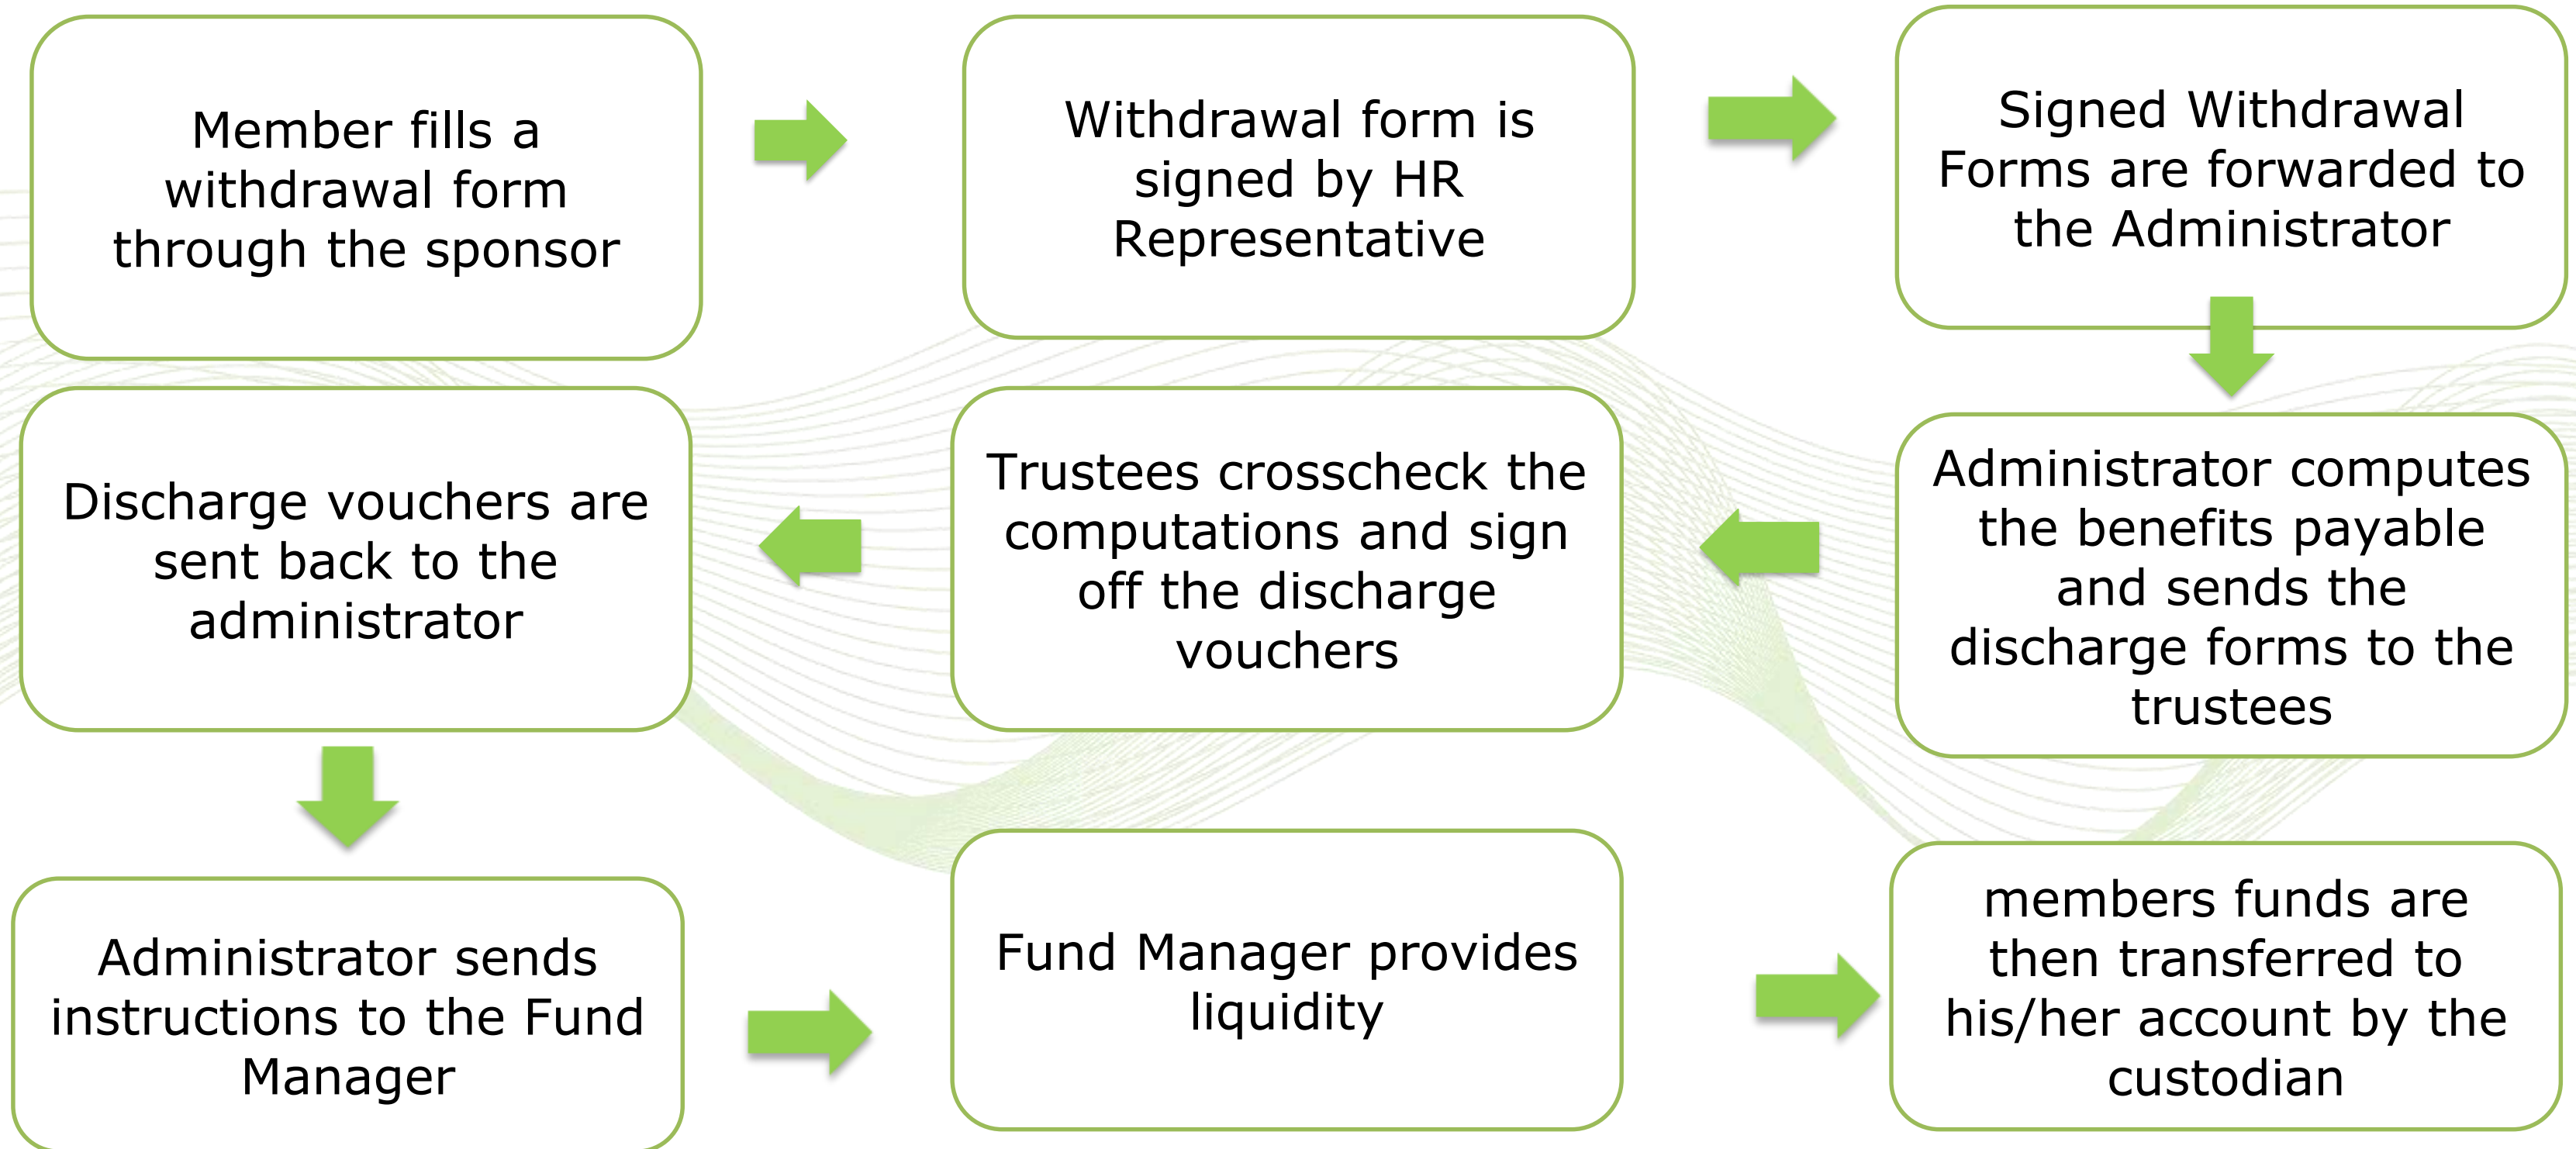 Member fills a
withdrawal form
through the sponsor
Withdrawal form is
signed by HR
Representative
Signed Withdrawal
Forms are forwarded to
the Administrator
Administrator computes
the benefits payable
and sends the
discharge forms to the
trustees
Trustees crosscheck the
computations and sign
off the discharge
vouchers
Discharge vouchers are
sent back to the
administrator
Administrator sends
instructions to the Fund
Manager
Fund Manager provides
liquidity
members funds are
then transferred to
his/her account by the
custodian